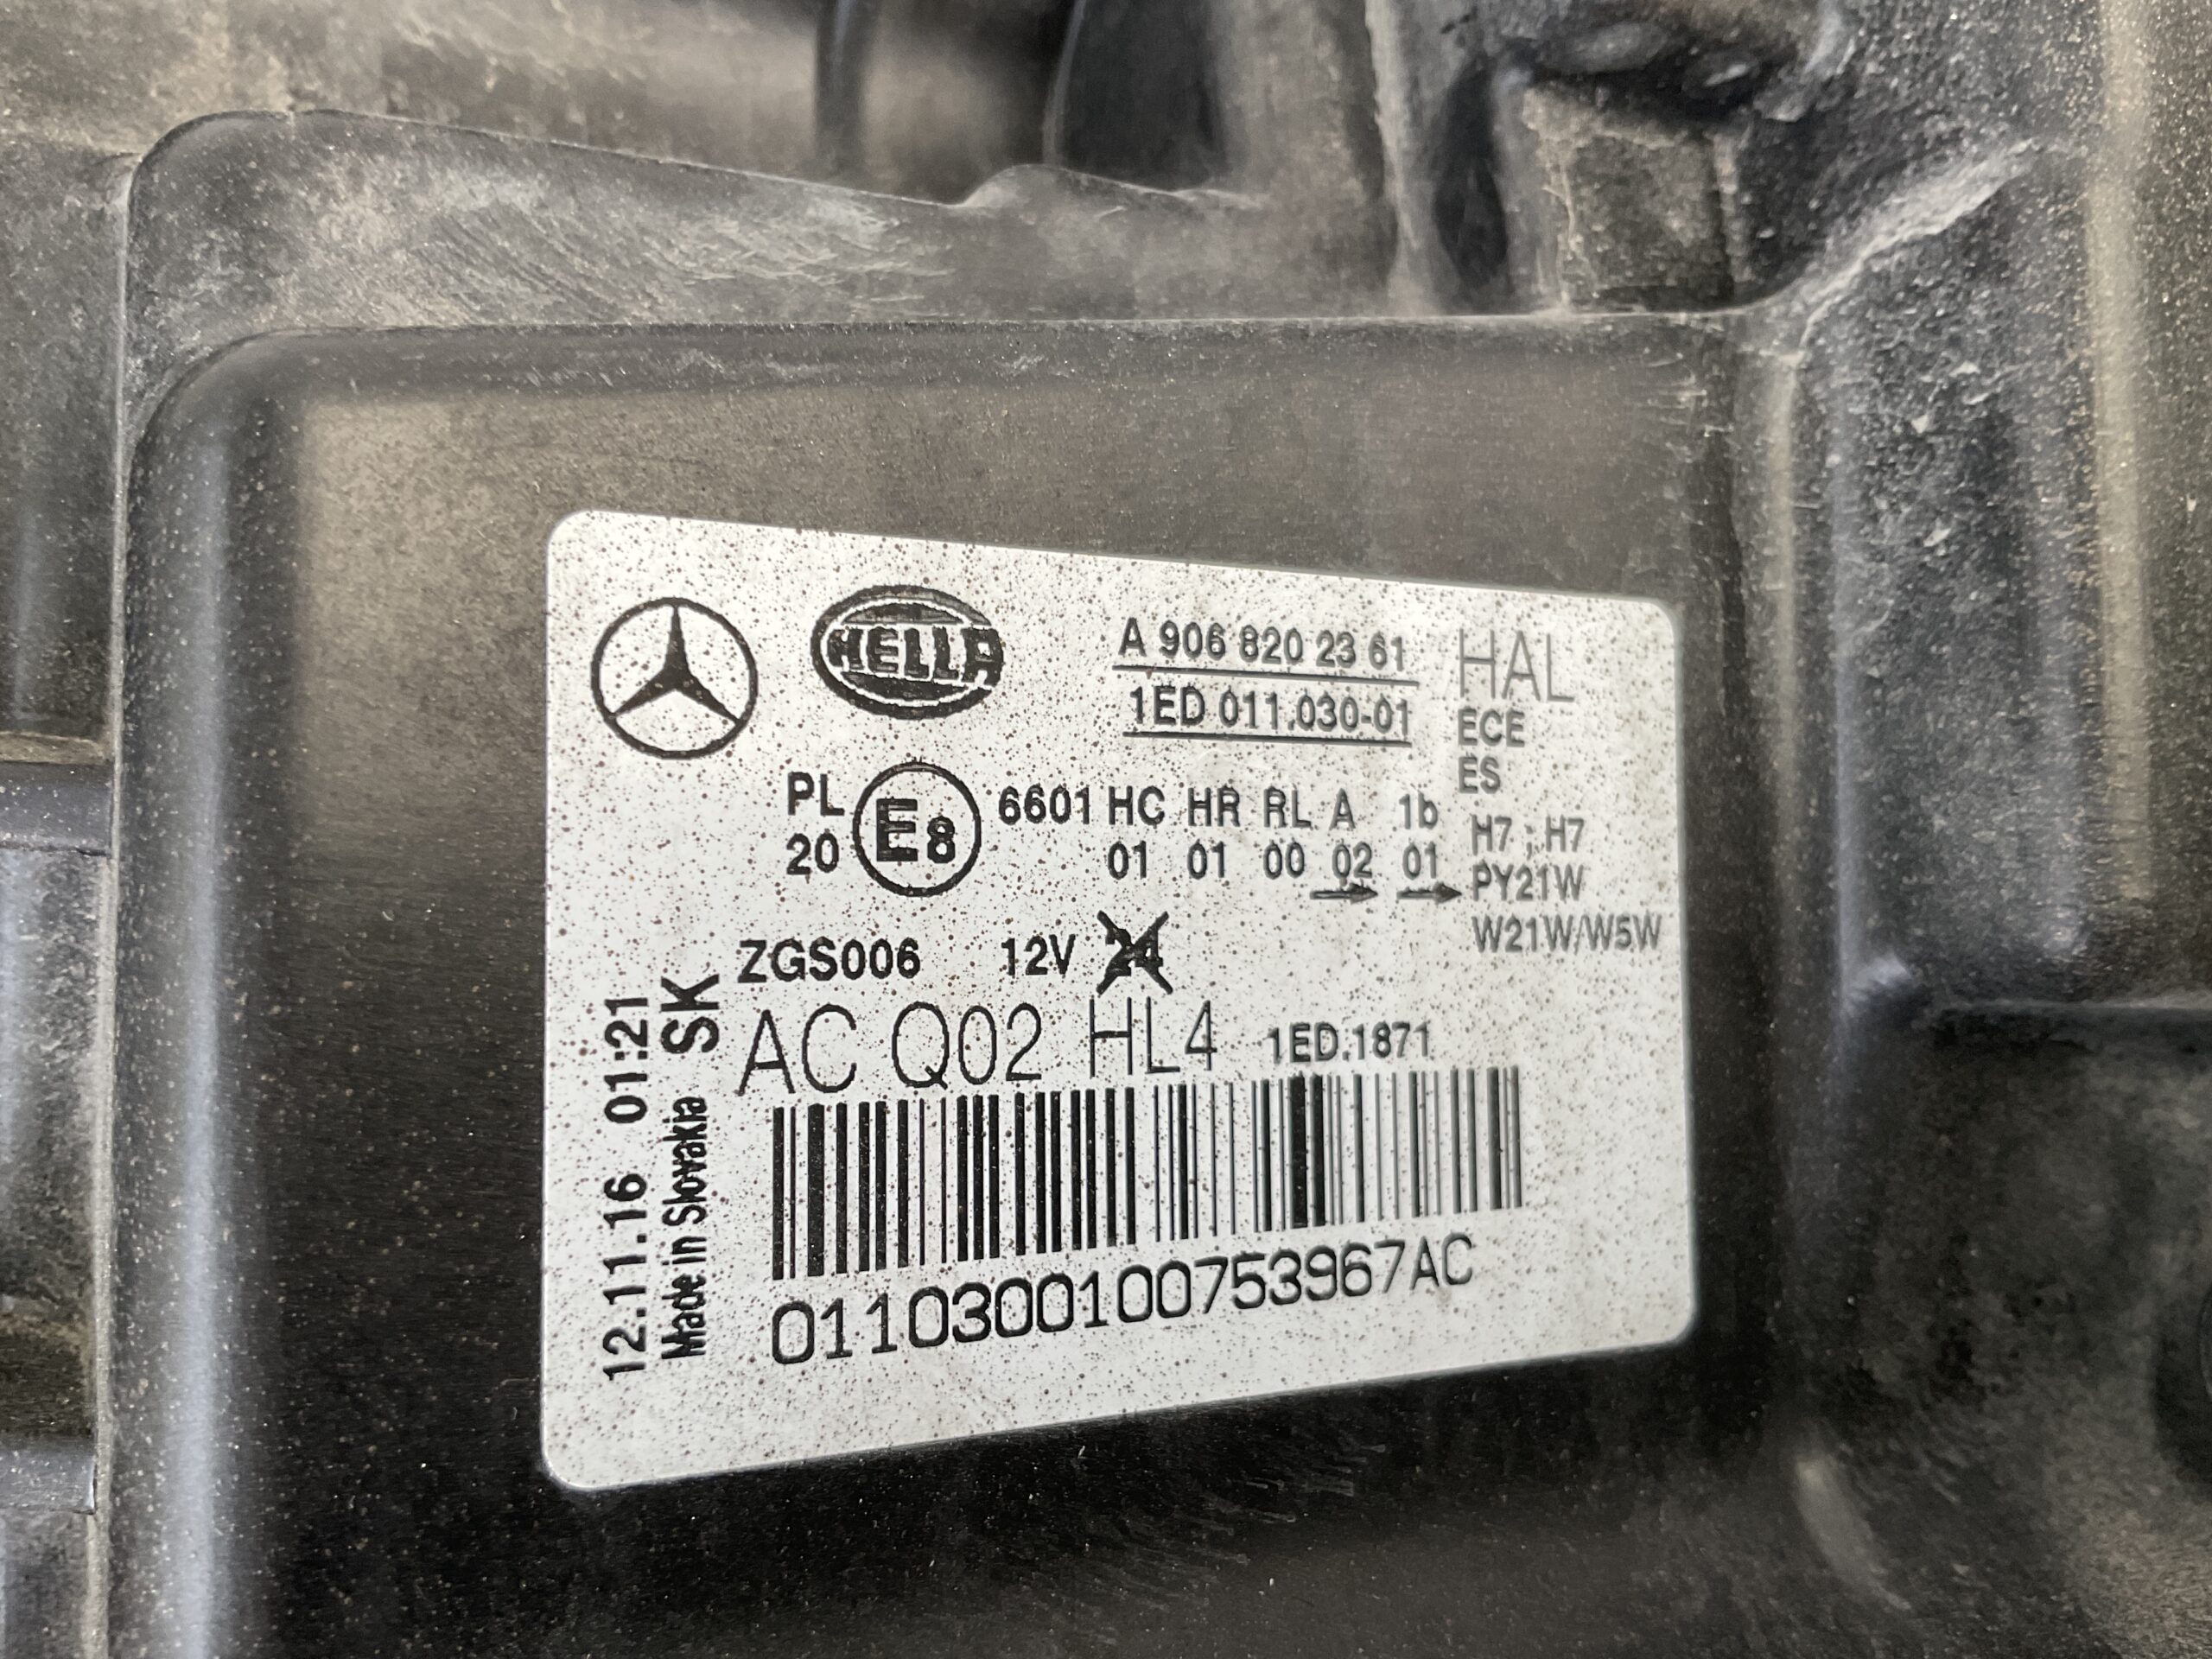 HELLA
A 906 820 23 61
1ED 011.030-01
HAL
ECE
ES
PL
20
E8
6601 HC HR RL A 1b
01 01 00 02 01
H7 ; H7
PY21W
W21W/W5W
ZGS006 12V 24
AC Q02 HL4 1ED.1871
011030010075396 7AC
12.11.16 01:21
Made in Slovakia SK